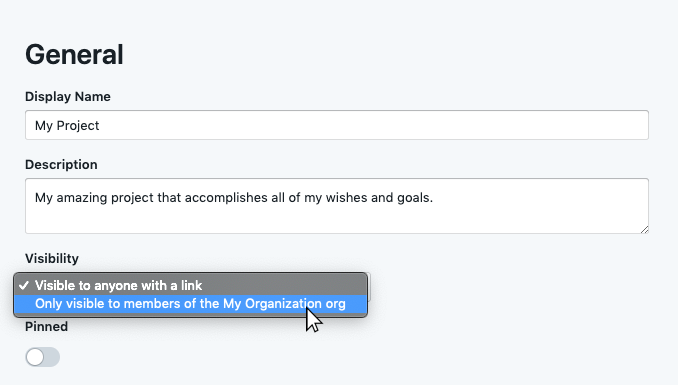 General
Display Name
My Project
Description
My amazing project that accomplishes all of my wishes and goals.
Visibility
✓ Visible to anyone with a link
Only visible to members of the My Organization org
Pinned